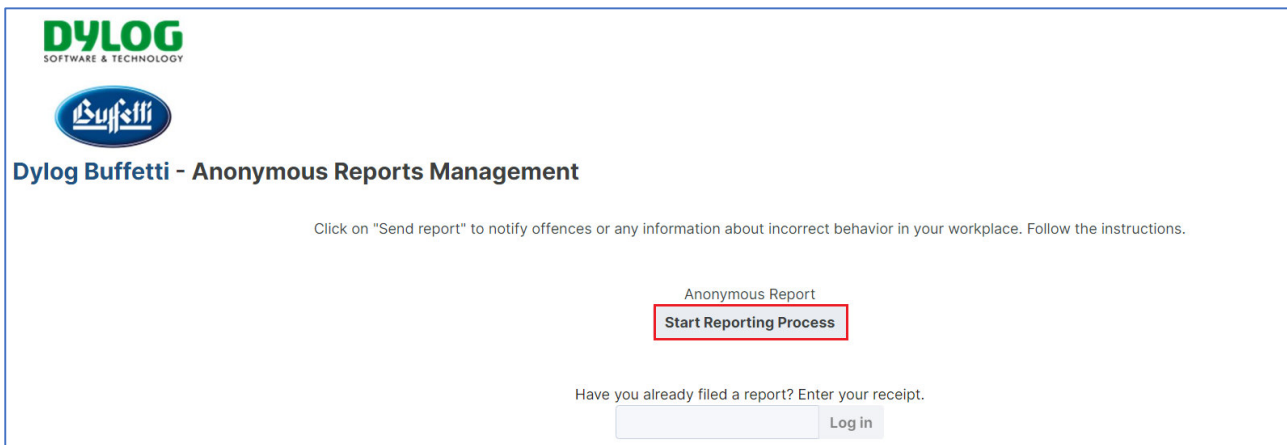 DYLOG
SOFTWARE & TECHNOLOGY
Buffetti
Dylog Buffetti - Anonymous Reports Management
Click on "Send report" to notify offences or any information about incorrect behavior in your workplace. Follow the instructions.
Anonymous Report
Start Reporting Process
Have you already filed a report? Enter your receipt.
Log in